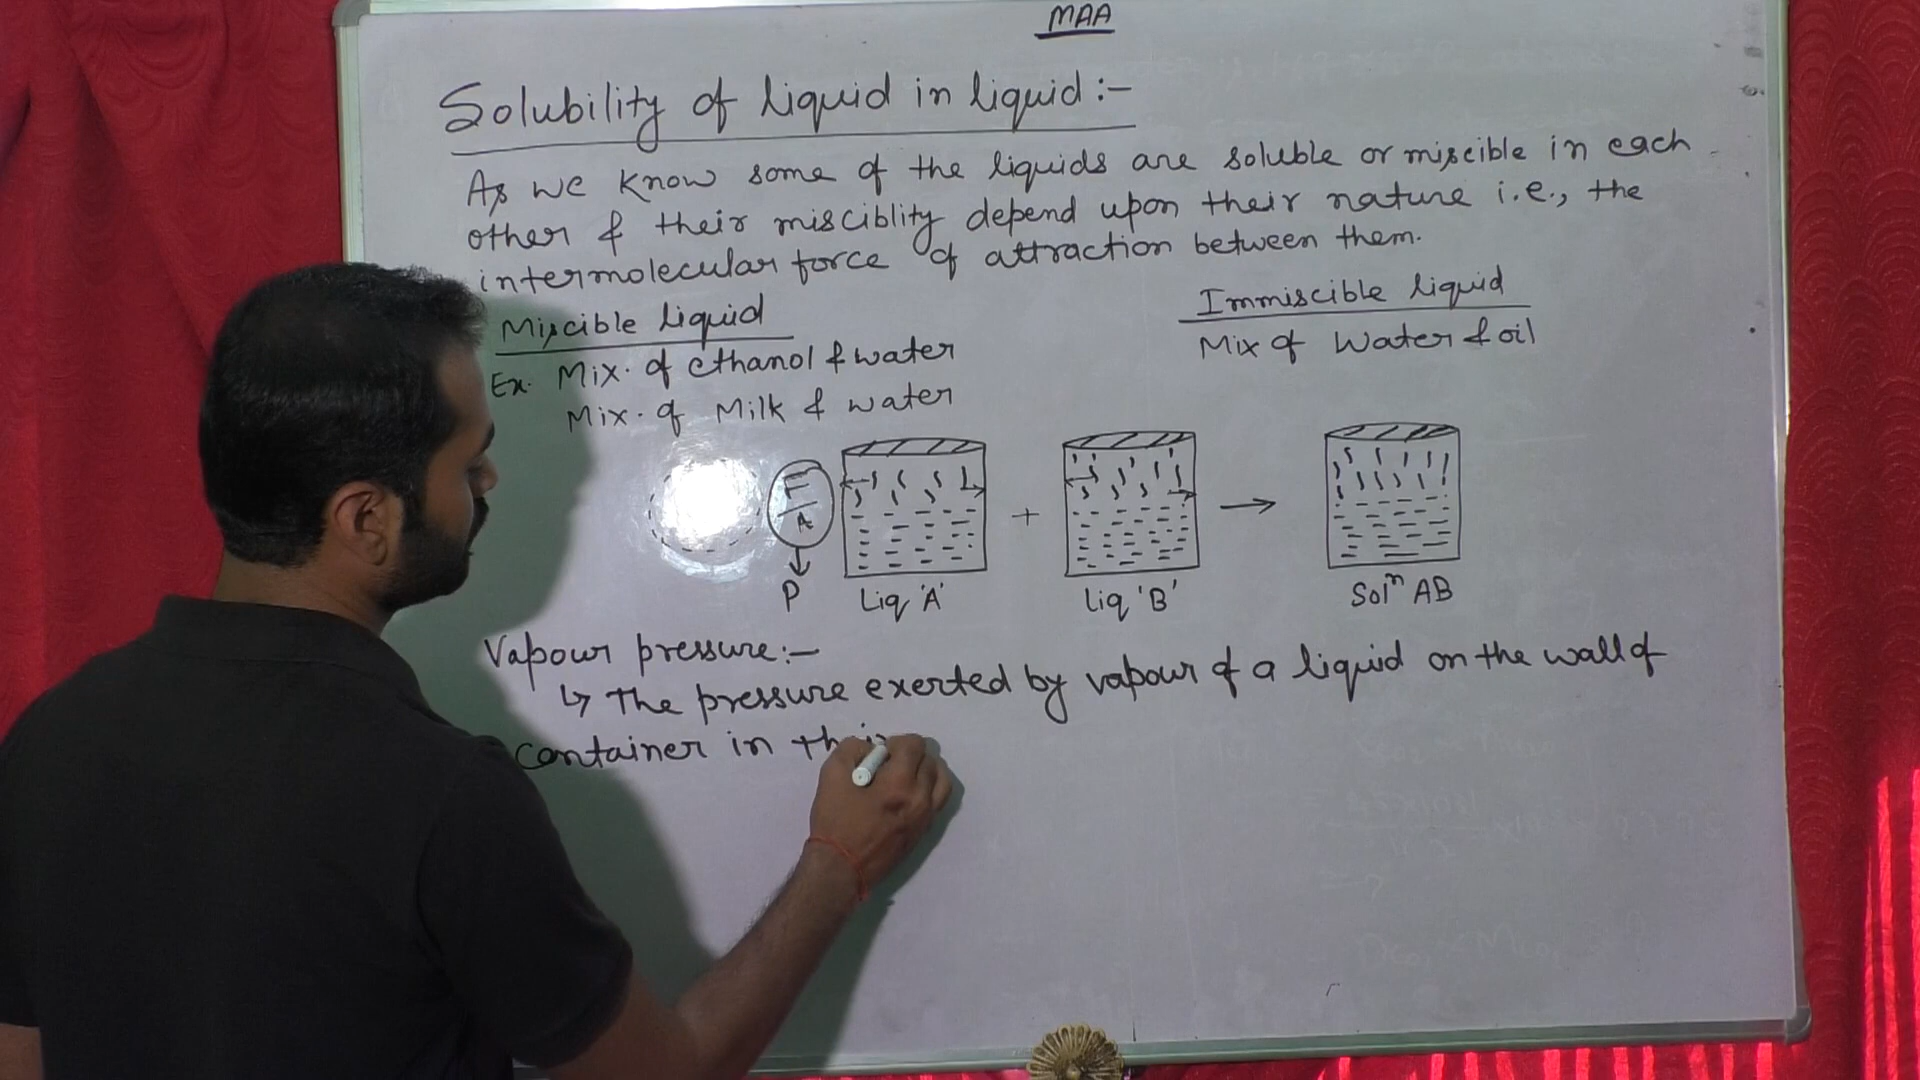 MAA
Solubility of liquid in liquid :-
As we know some of the liquids are soluble or miscible in each
other & their misciblity depend upon their nature i.e., the
intermolecular force of attraction between them.
Miscible liquid
Immiscible liquid
Ex. Mix. of ethanol & water
Mix of Water & oil
Mix. of Milk & water
F
A
+
→
P
Liq 'A'
Liq 'B'
Solⁿ AB
Vapour pressure :-
↳ The pressure exerted by vapour of a liquid on the wall of
container in